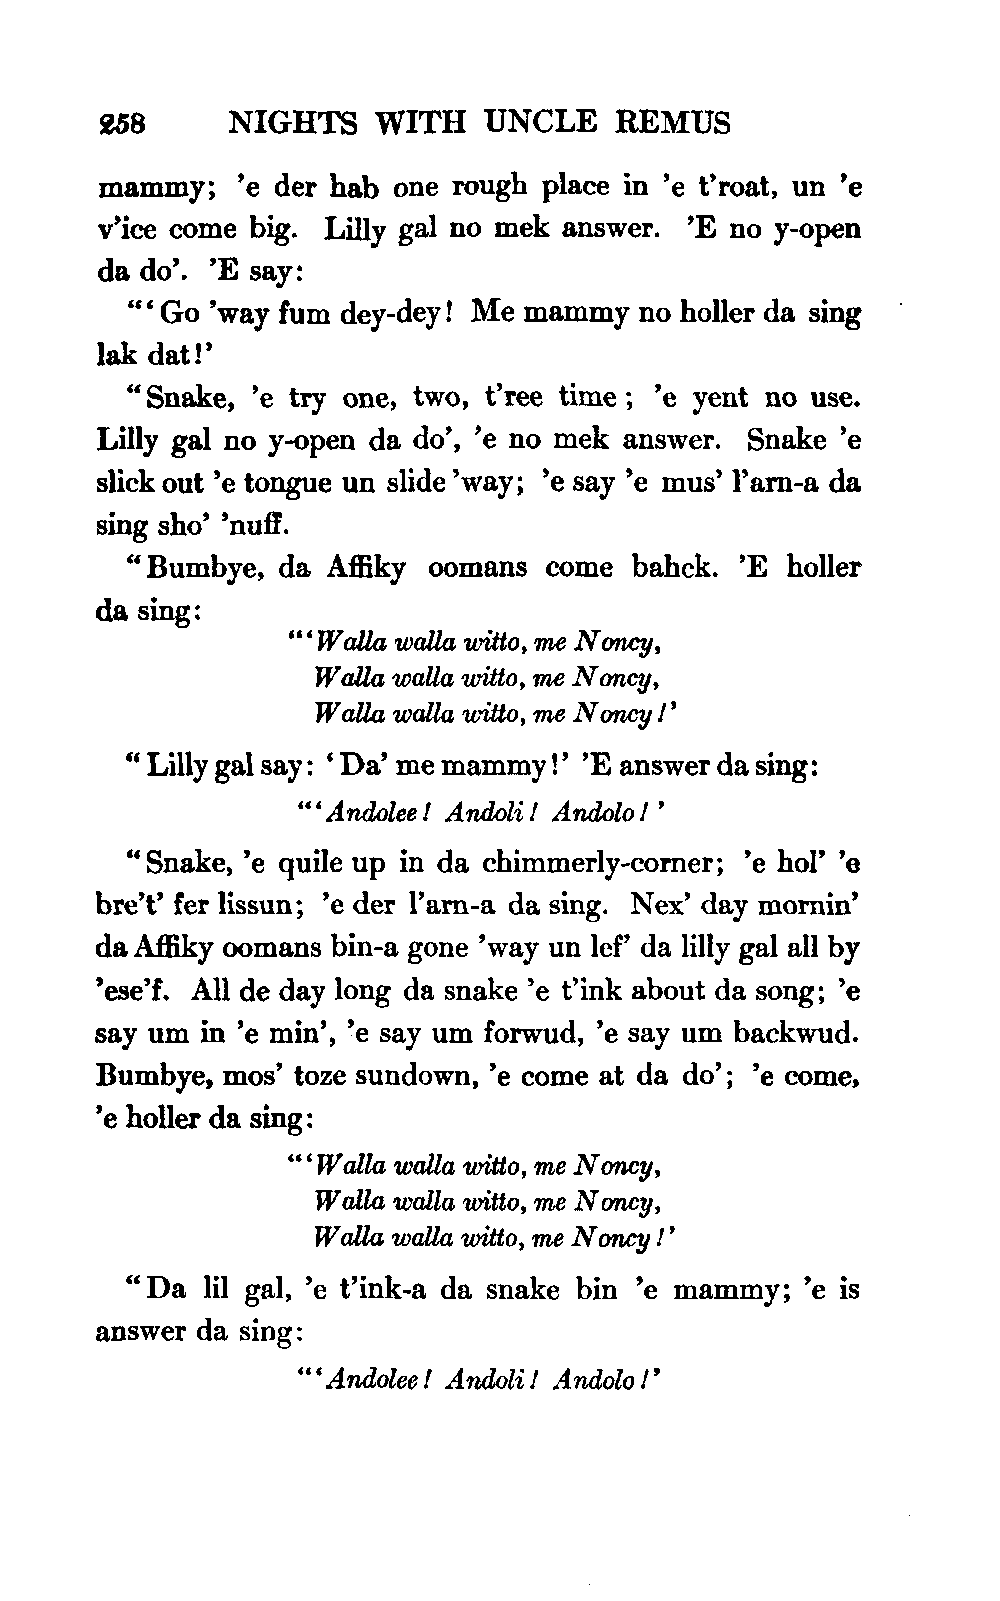 258 NIGHTS WITH UNCLE REMUS
mammy; 'e der hab one rough place in 'e t'roat, un 'e
v'ice come big. Lilly gal no mek answer. 'E no y-open
da do'. 'E say:
"'Go 'way fum dey-dey! Me mammy no holler da sing
lak dat!'
"Snake, 'e try one, two, t'ree time; 'e yent no use.
Lilly gal no y-open da do', 'e no mek answer. Snake 'e
slick out 'e tongue un slide 'way; 'e say 'e mus' l'arn-a da
sing sho' 'nuff.
"Bumbye, da Affiky oomans come bahck. 'E holler
da sing:
"'Walla walla witto, me Noncy,
Walla walla witto, me Noncy,
Walla walla witto, me Noncy!'
"Lilly gal say: 'Da' me mammy!' 'E answer da sing:
"'Andolee! Andoli! Andolo!'
"Snake, 'e quile up in da chimmerly-corner; 'e hol' 'e
bre't' fer lissun; 'e der l'arn-a da sing. Nex' day mornin'
da Affiky oomans bin-a gone 'way un lef' da lilly gal all by
'ese'f. All de day long da snake 'e t'ink about da song; 'e
say um in 'e min', 'e say um forwud, 'e say um backwud.
Bumbye, mos' toze sundown, 'e come at da do'; 'e come,
'e holler da sing:
"'Walla walla witto, me Noncy,
Walla walla witto, me Noncy,
Walla walla witto, me Noncy!'
"Da lil gal, 'e t'ink-a da snake bin 'e mammy; 'e is
answer da sing:
"'Andolee! Andoli! Andolo!'